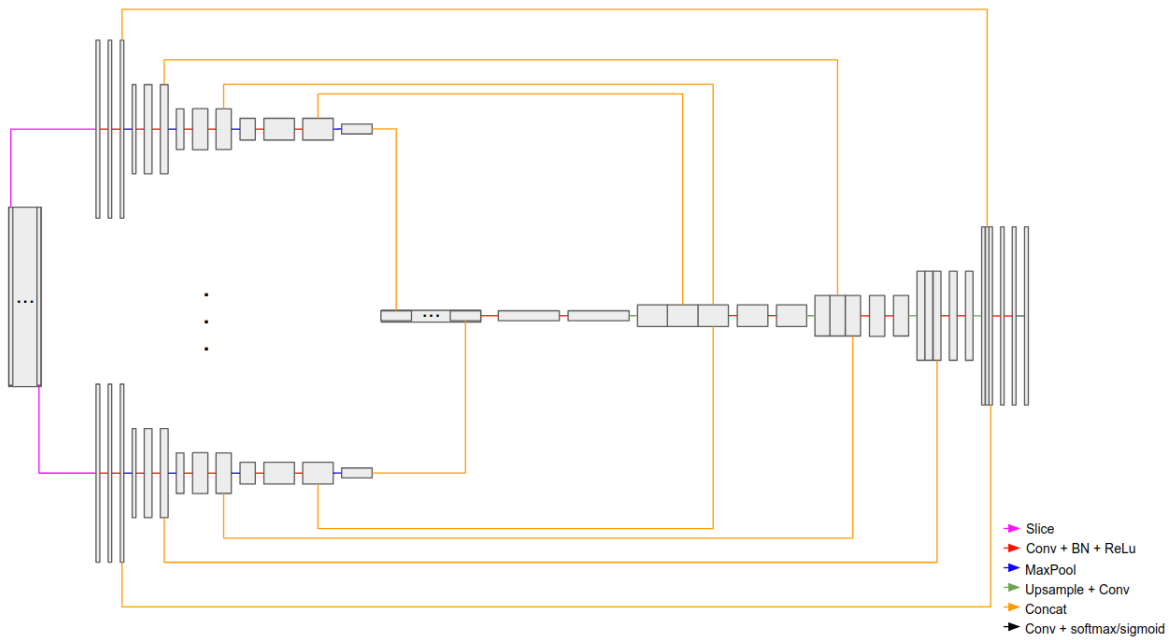 ...
...
Slice
Conv + BN + ReLu
MaxPool
Upsample + Conv
Concat
Conv + softmax/sigmoid